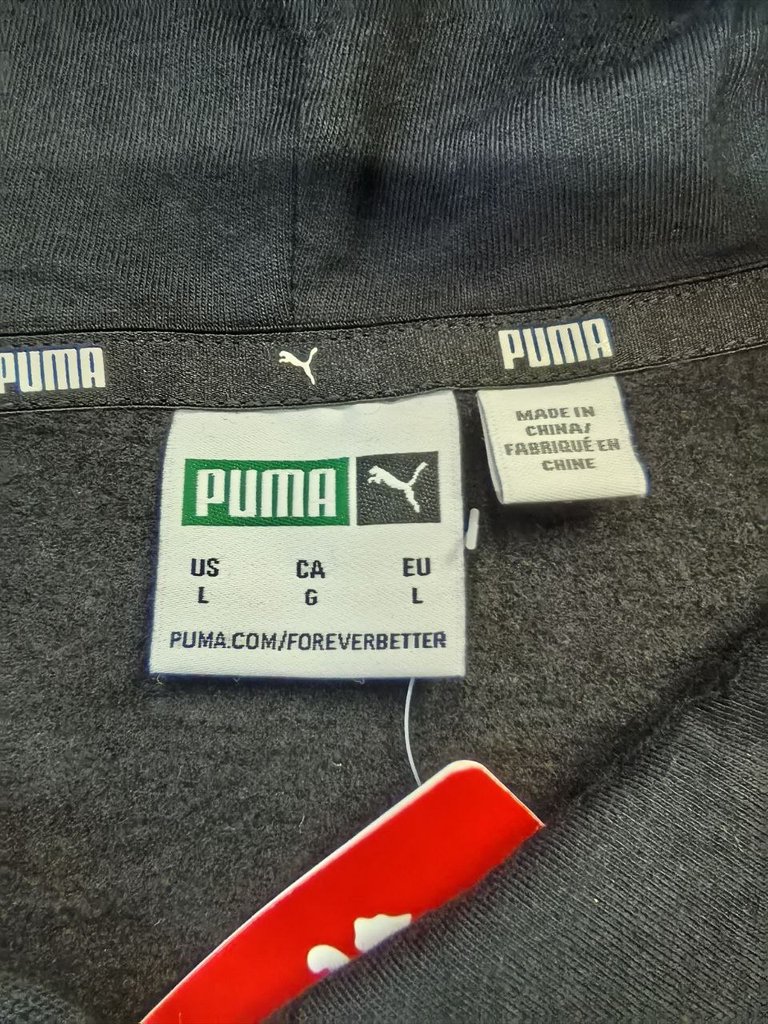 PUMA
PUMA
MADE IN
CHINA/
FABRIQUÉ EN
CHINE
PUMA
US CA EU
L G L
PUMA.COM/FOREVERBETTER